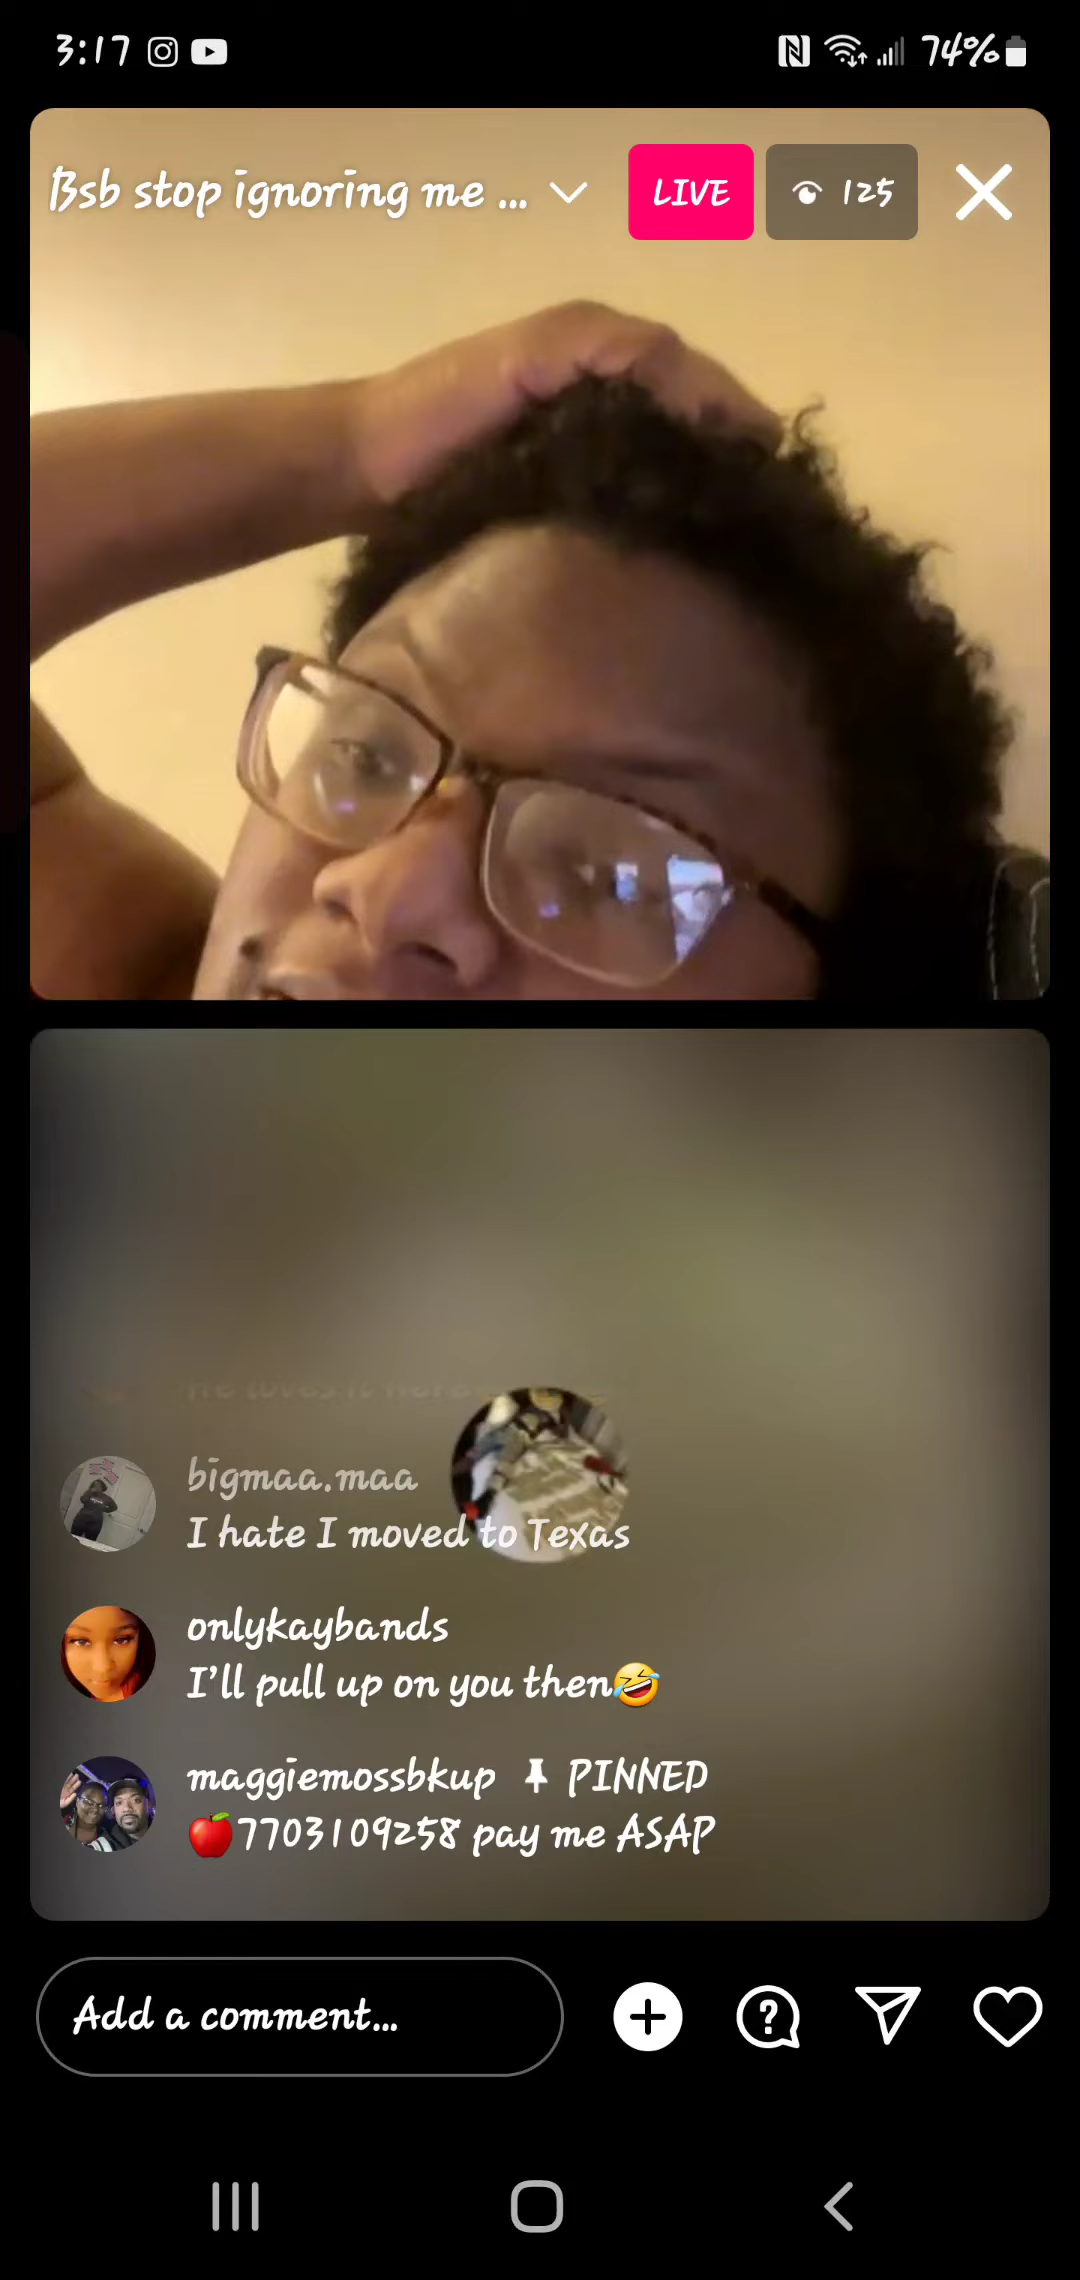 3:17
74%
Bsb stop ignoring me ...
LIVE
125
bigmaa.maa
I hate I moved to Texas
onlykaybands
I'll pull up on you then🤣
maggiemossbkup 📌 PINNED
🍎7703109258 pay me ASAP
Add a comment...